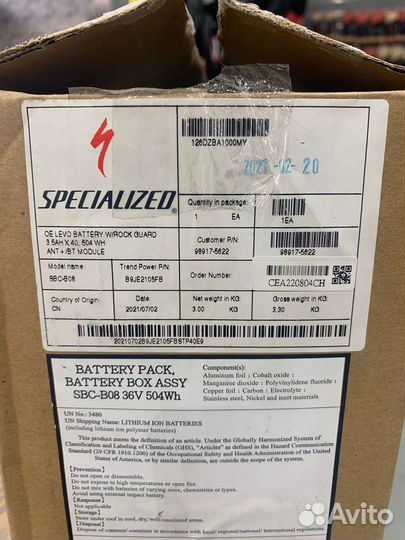 126DZBA1000MY
2021-02-20
SPECIALIZED
Quantity in package:
1 EA
1EA
OE LEVO BATTERY W/ROCK GUARD
3.5AH X 40, 504 WH
ANT + /BT MODULE
Customer P/N:
98917-5622
98917-5622
Model name:
SBC-B08
Trend Power P/N:
B9JE2105FB
Order Number:
CEA220804CH
Country of Origin:
CN
Date:
2021/07/02
Net weight in KG:
3.00
Gross weight in KG:
3.30
20210702B9JE2105FBSTP40E9
BATTERY PACK,
BATTERY BOX ASSY
SBC-B08 36V 504Wh
Component(s):
Aluminum foil : Cobalt oxide :
Manganese dioxide : Polyvinylidene fluoride :
Copper foil : Carbon : Electrolyte :
Stainless steel, Nickel and inert materials
UN No.: 3480
UN Shipping Name: LITHIUM ION BATTERIES
(including lithium ion polymer batteries)
This product meets the definition of an article. Under the Globally Harmonized System of
Classification and Labeling of Chemicals (GHS), "Articles" as defined in the Hazard Communication
Standard (29 CFR 1910.1200) of the Occupational Safety and Health Administration of the United
States of America, or by similar definition, are outside the scope of the system.
[Prevention]
Do not open or disassemble.
Do not expose to high temperatures or open fire.
Do not mix with batteries of varying sizes, chemistries or types.
Avoid using external impact battery.
[Response]
Not applicable
[Storage]
Store under roof in cool, dry, well-ventilated areas.
[Disposal]
Dispose of contents/container in accordance with local/ regional/national/ international regulations.
Avito